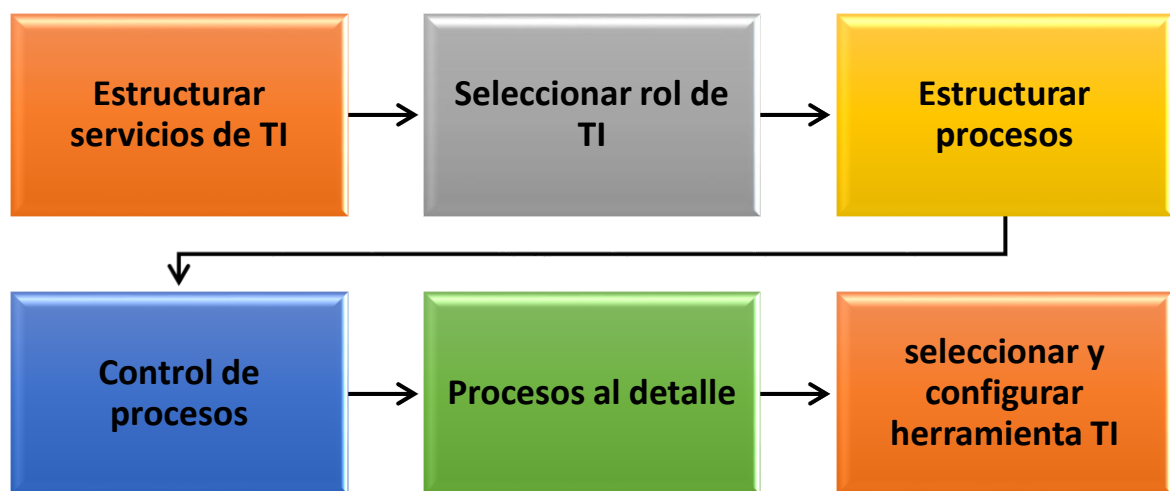 Estructurar
servicios de TI
Seleccionar rol de
TI
Estructurar
procesos
Control de
procesos
Procesos al detalle
seleccionar y
configurar
herramienta TI